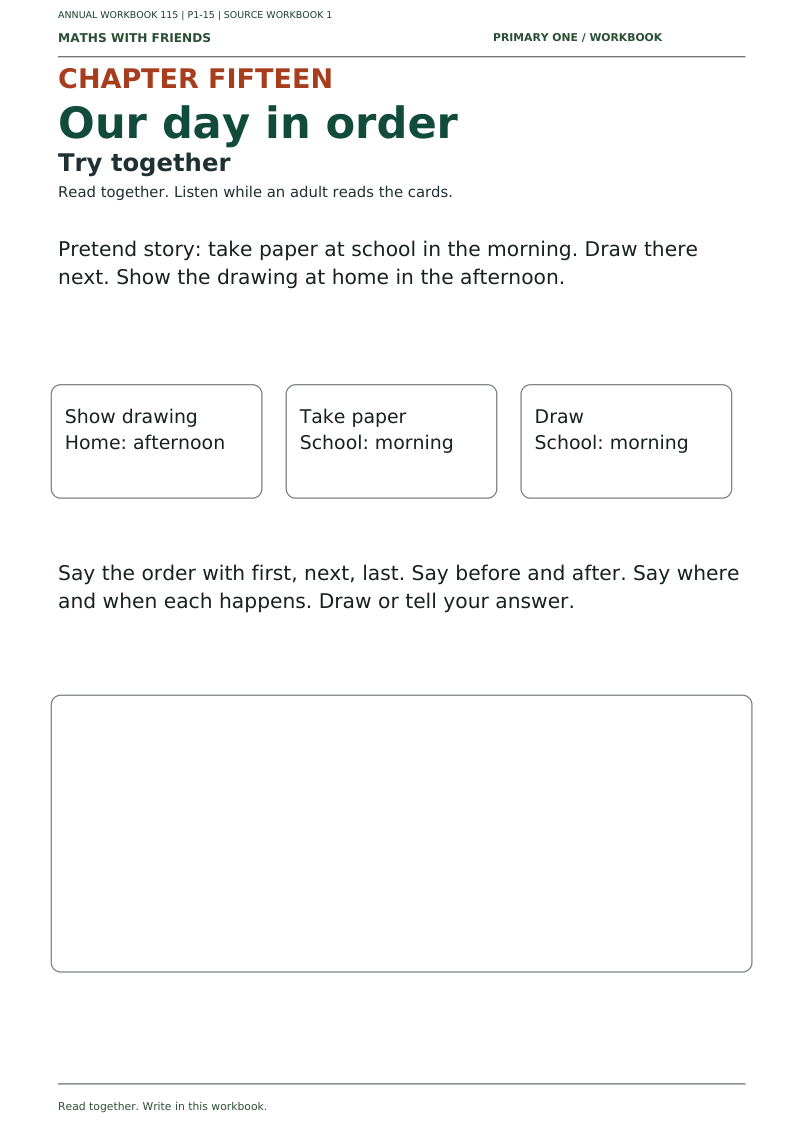 ANNUAL WORKBOOK 115 | P1-15 | SOURCE WORKBOOK 1
MATHS WITH FRIENDS
PRIMARY ONE / WORKBOOK
CHAPTER FIFTEEN
Our day in order
Try together
Read together. Listen while an adult reads the cards.
Pretend story: take paper at school in the morning. Draw there
next. Show the drawing at home in the afternoon.
Show drawing
Home: afternoon
Take paper
School: morning
Draw
School: morning
Say the order with first, next, last. Say before and after. Say where
and when each happens. Draw or tell your answer.
Read together. Write in this workbook.